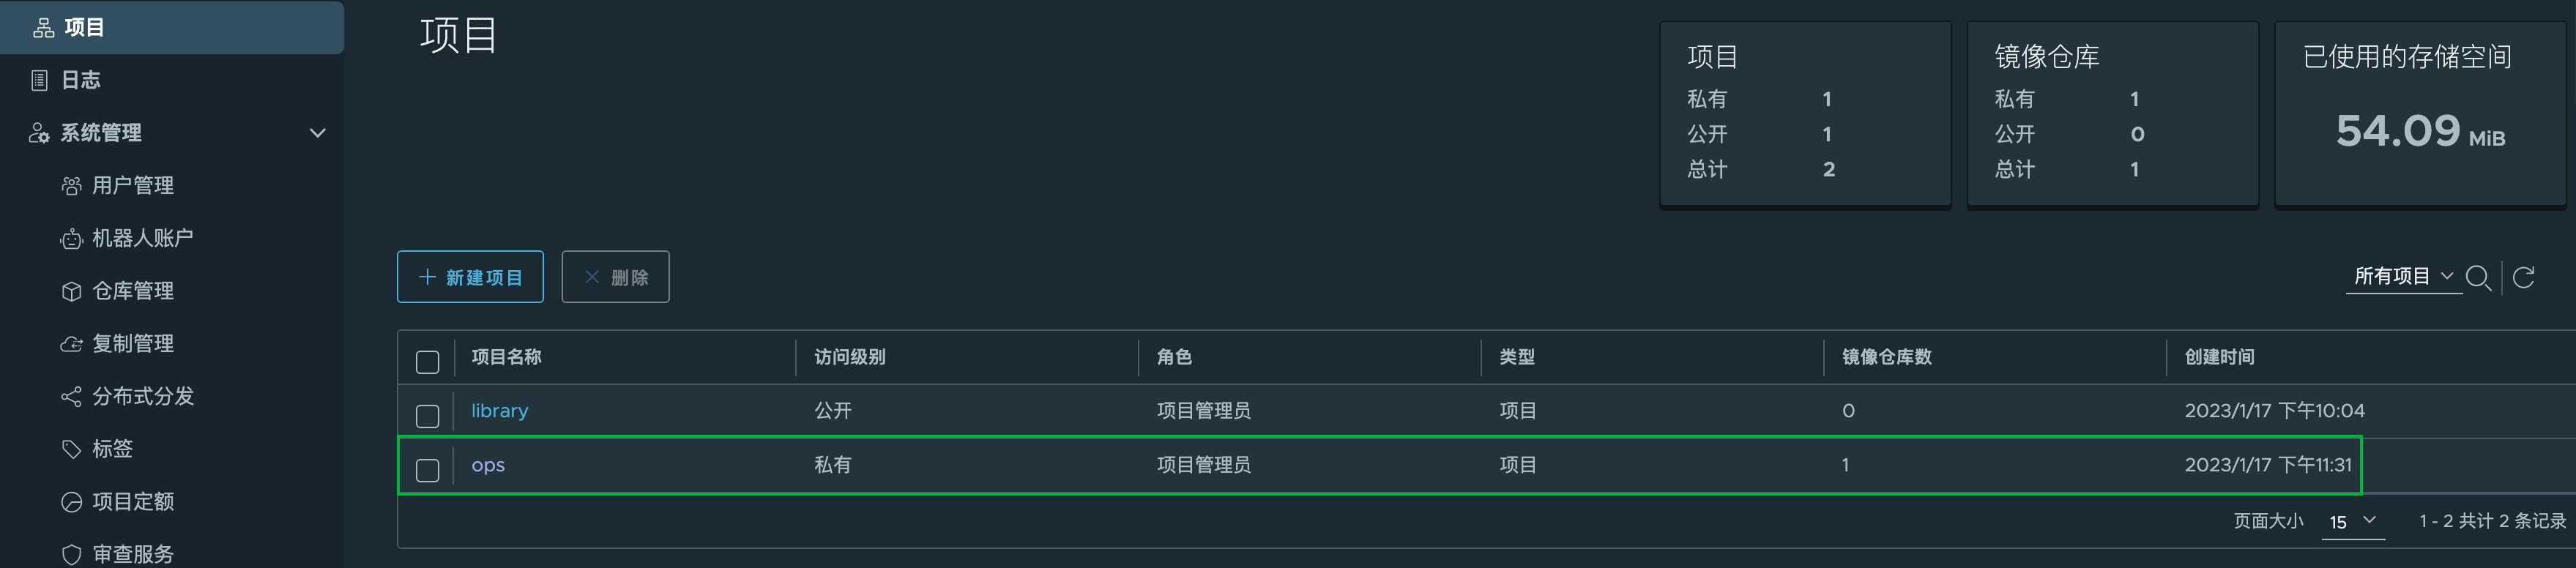 项目
日志
系统管理
用户管理
机器人账户
仓库管理
复制管理
分布式分发
标签
项目定额
审查服务
项目
项目
私有 1
公开 1
总计 2
镜像仓库
私有 1
公开 0
总计 1
已使用的存储空间
54.09 MiB
新建项目 删除
所有项目
项目名称 访问级别 角色 类型 镜像仓库数 创建时间
library 公开 项目管理员 项目 0 2023/1/17 下午10:04
ops 私有 项目管理员 项目 1 2023/1/17 下午11:31
页面大小 15 1 - 2 共计 2 条记录